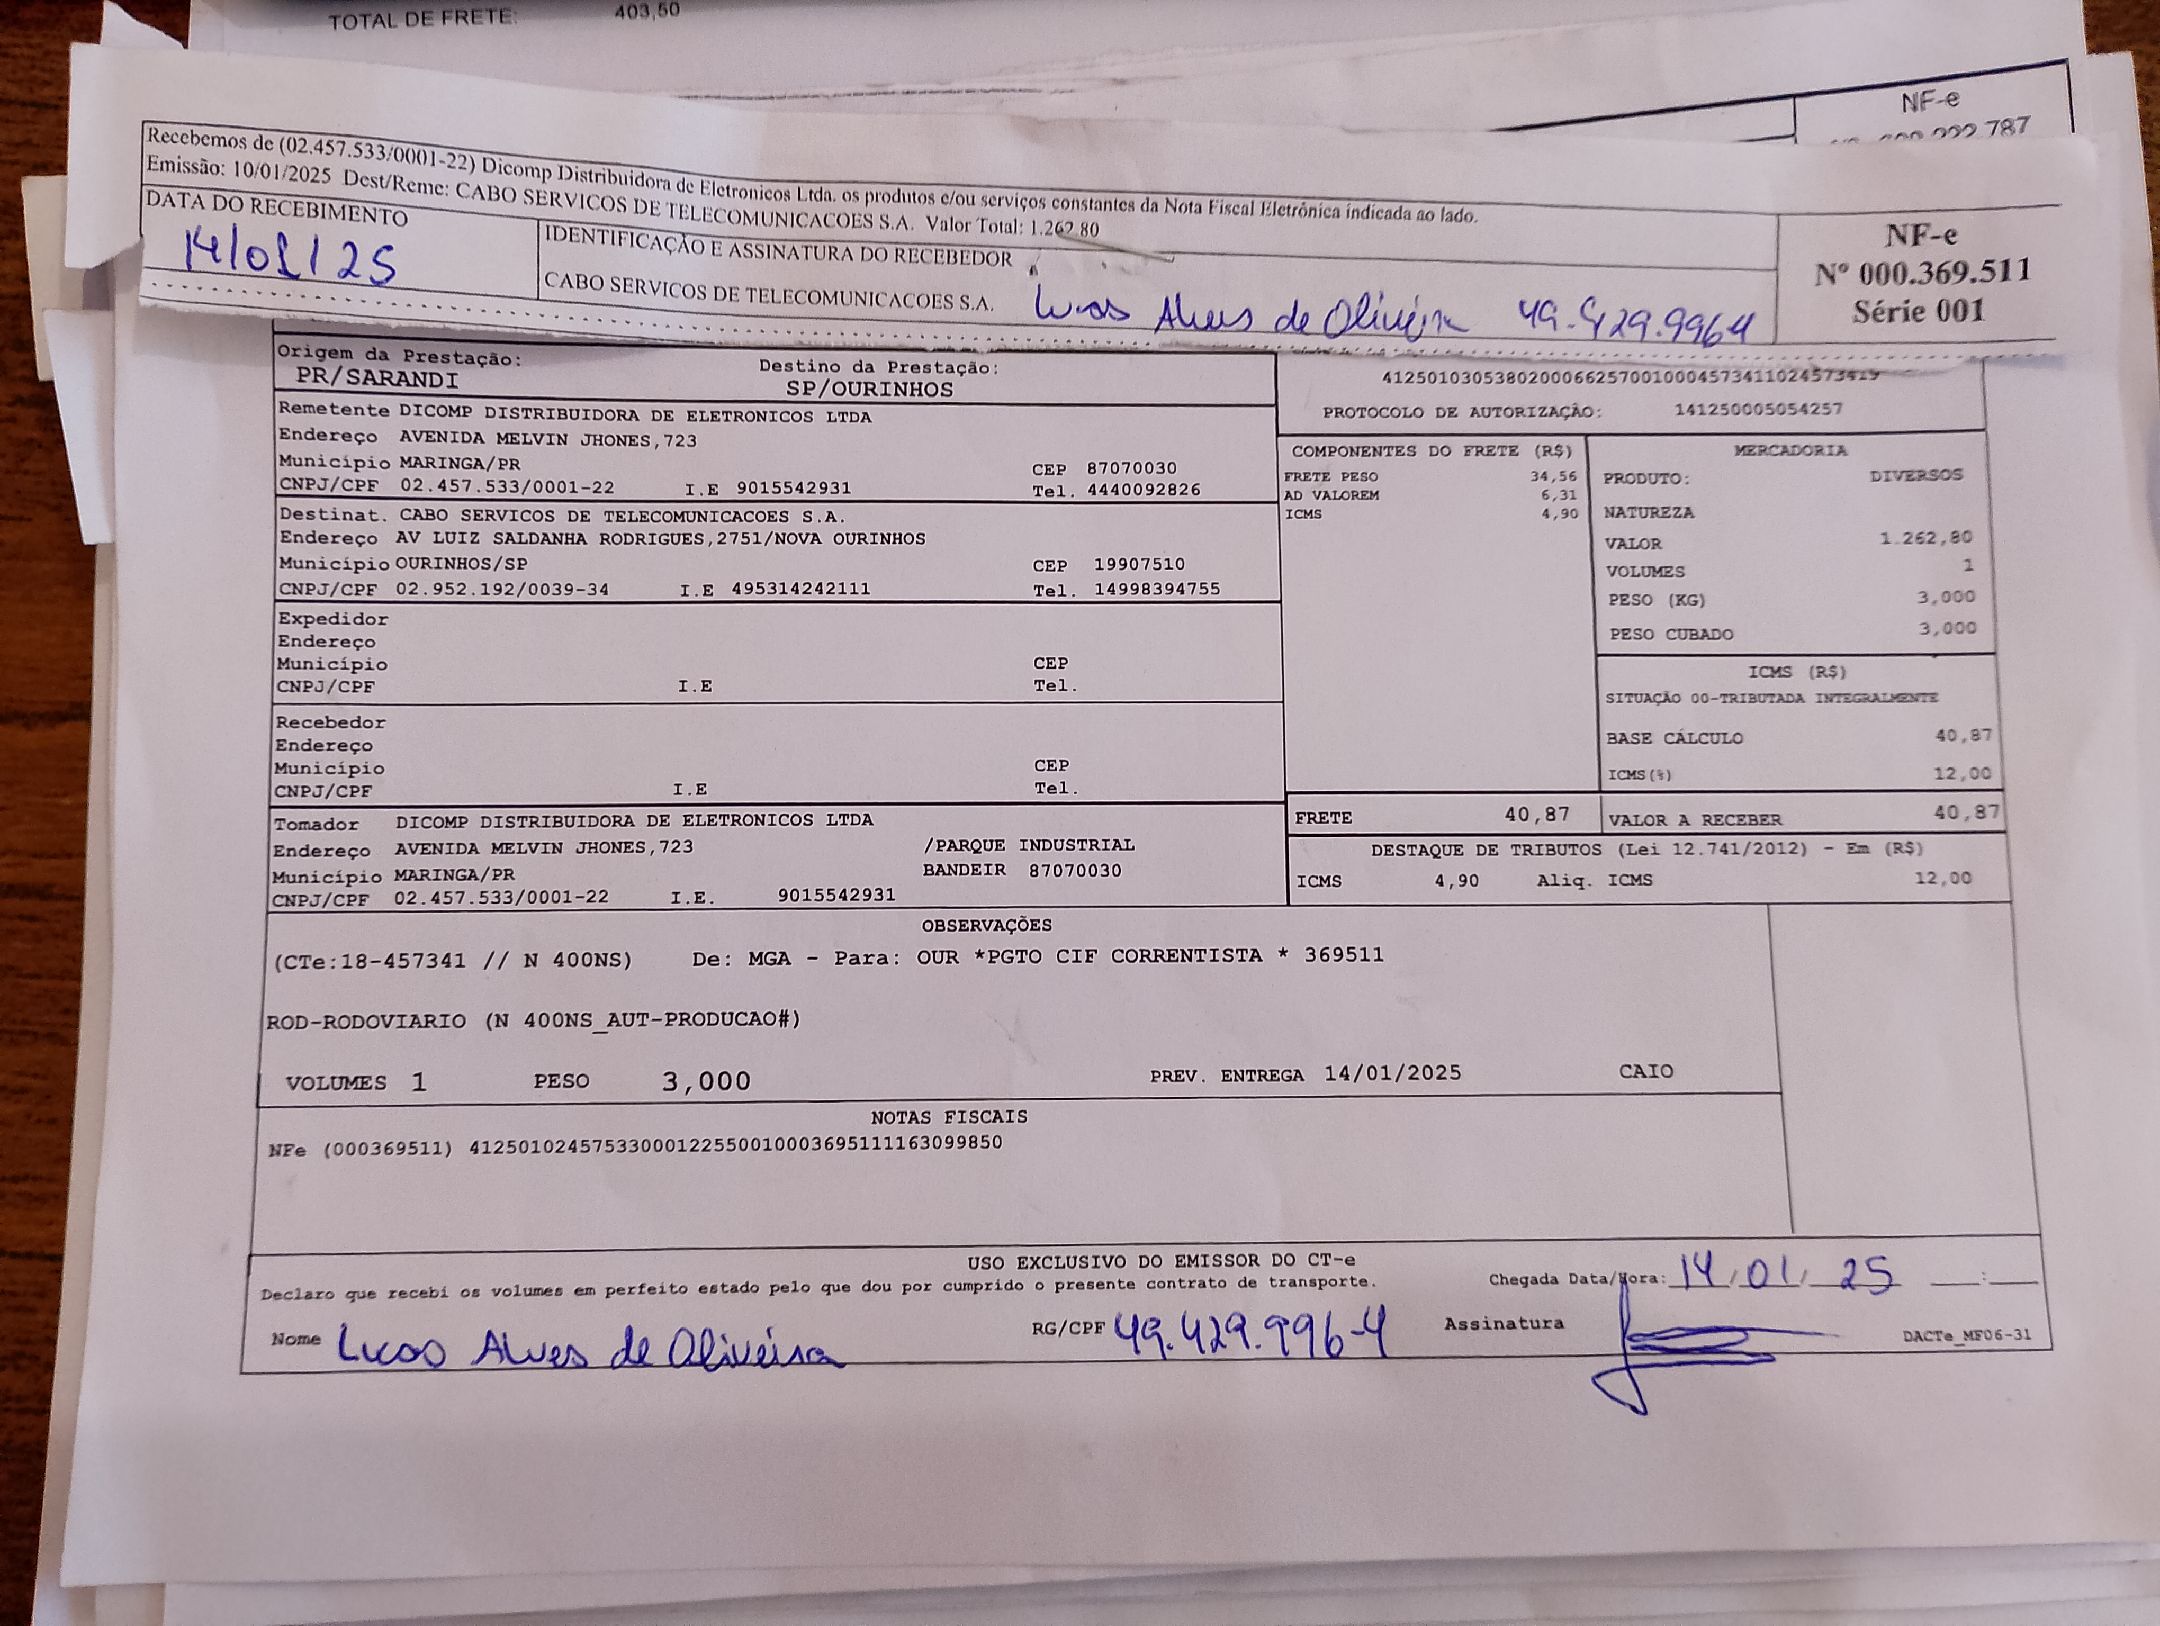 TOTAL DE FRETE: 403,50
NF-e
787
Recebemos de (02.457.533/0001-22) Dicomp Distribuidora de Eletronicos Ltda. os produtos e/ou serviços constantes da Nota Fiscal Eletrônica indicada ao lado.
Emissão: 10/01/2025 Dest/Reme: CABO SERVICOS DE TELECOMUNICACOES S.A. Valor Total: 1.262.80
DATA DO RECEBIMENTO
14/01/25
IDENTIFICAÇÃO E ASSINATURA DO RECEBEDOR
CABO SERVICOS DE TELECOMUNICACOES S.A. Lucas Alves de Oliveira 49.429.9964
NF-e
Nº 000.369.511
Série 001
Origem da Prestação:
PR/SARANDI
Destino da Prestação:
SP/OURINHOS
Remetente DICOMP DISTRIBUIDORA DE ELETRONICOS LTDA
Endereço AVENIDA MELVIN JHONES,723
Município MARINGA/PR CEP 87070030
CNPJ/CPF 02.457.533/0001-22 I.E 9015542931 Tel. 4440092826
Destinat. CABO SERVICOS DE TELECOMUNICACOES S.A.
Endereço AV LUIZ SALDANHA RODRIGUES,2751/NOVA OURINHOS
Município OURINHOS/SP CEP 19907510
CNPJ/CPF 02.952.192/0039-34 I.E 495314242111 Tel. 14998394755
Expedidor
Endereço
Município CEP
CNPJ/CPF I.E Tel.
Recebedor
Endereço
Município CEP
CNPJ/CPF I.E Tel.
Tomador DICOMP DISTRIBUIDORA DE ELETRONICOS LTDA
Endereço AVENIDA MELVIN JHONES,723 /PARQUE INDUSTRIAL
Município MARINGA/PR BANDEIR 87070030
CNPJ/CPF 02.457.533/0001-22 I.E. 9015542931
41250103053802000662570010004573411024573419
PROTOCOLO DE AUTORIZAÇÃO: 141250005054257
COMPONENTES DO FRETE (R$)
FRETE PESO 34,56
AD VALOREM 6,31
ICMS 4,90
MERCADORIA
PRODUTO: DIVERSOS
NATUREZA
VALOR 1.262,80
VOLUMES 1
PESO (KG) 3,000
PESO CUBADO 3,000
ICMS (R$)
SITUAÇÃO 00-TRIBUTADA INTEGRALMENTE
BASE CÁLCULO 40,87
ICMS(%) 12,00
FRETE 40,87 VALOR A RECEBER 40,87
DESTAQUE DE TRIBUTOS (Lei 12.741/2012) - Em (R$)
ICMS 4,90 Aliq. ICMS 12,00
OBSERVAÇÕES
(CTe:18-457341 // N 400NS) De: MGA - Para: OUR *PGTO CIF CORRENTISTA * 369511
ROD-RODOVIARIO (N 400NS_AUT-PRODUCAO#)
VOLUMES 1 PESO 3,000 PREV. ENTREGA 14/01/2025 CAIO
NOTAS FISCAIS
NFe (000369511) 41250102457533000122550010003695111163099850
USO EXCLUSIVO DO EMISSOR DO CT-e
Declaro que recebi os volumes em perfeito estado pelo que dou por cumprido o presente contrato de transporte.
Chegada Data/Hora: 14/01/25 __:__
Nome Lucas Alves de Oliveira RG/CPF 49.429.996-4 Assinatura
DACTe_MF06-31